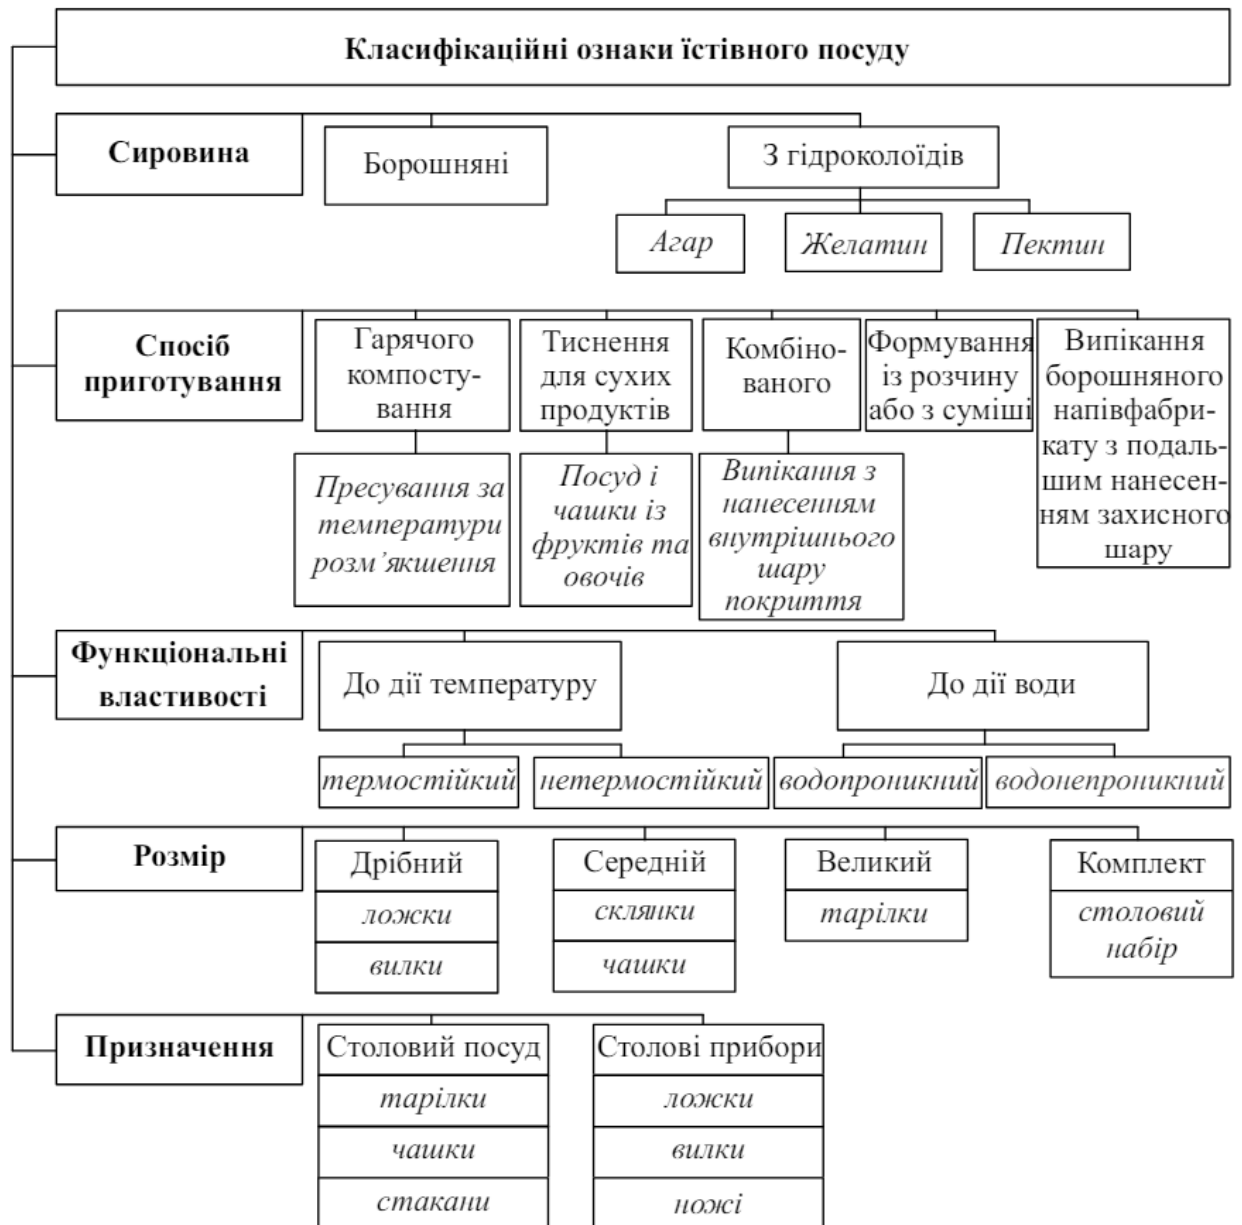 Класифікаційні ознаки їстівного посуду
Сировина
Борошняні
З гідроколоїдів
Агар
Желатин
Пектин
Спосіб
приготування
Гарячого
компосту-
вання
Тиснення
для сухих
продуктів
Комбіно-
ваного
Формування
із розчину
або з суміші
Випікання
борошняного
напівфабри-
кату з подаль-
шим нанесен-
ням захисного
шару
Пресування за
температури
розм’якшення
Посуд і
чашки із
фруктів та
овочів
Випікання з
нанесенням
внутрішнього
шару
покриття
Функціональні
властивості
До дії температуру
До дії води
термостійкий
нетермостійкий
водопроникний
водонепроникний
Розмір
Дрібний
ложки
вилки
Середній
склянки
чашки
Великий
тарілки
Комплект
столовий
набір
Призначення
Столовий посуд
тарілки
чашки
стакани
Столові прибори
ложки
вилки
ножі